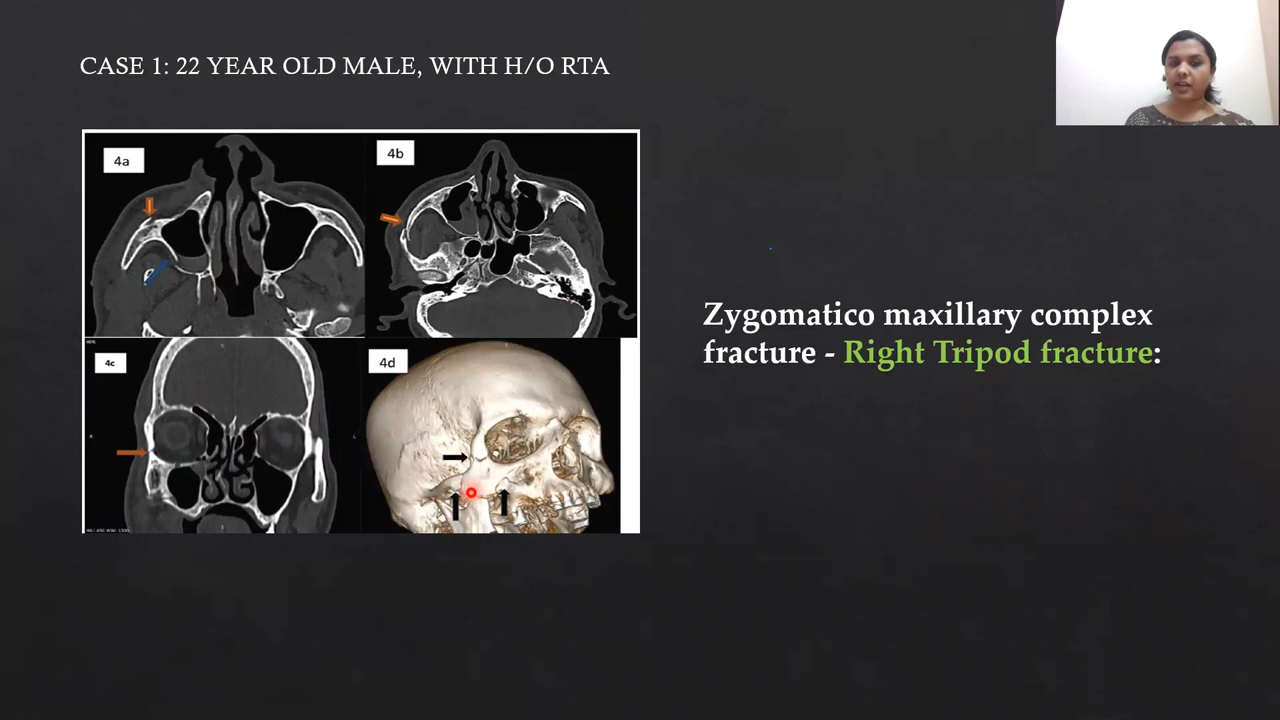 CASE 1: 22 YEAR OLD MALE, WITH H/O RTA
4a
4b
4c
4d
Zygomatico maxillary complex
fracture - Right Tripod fracture: